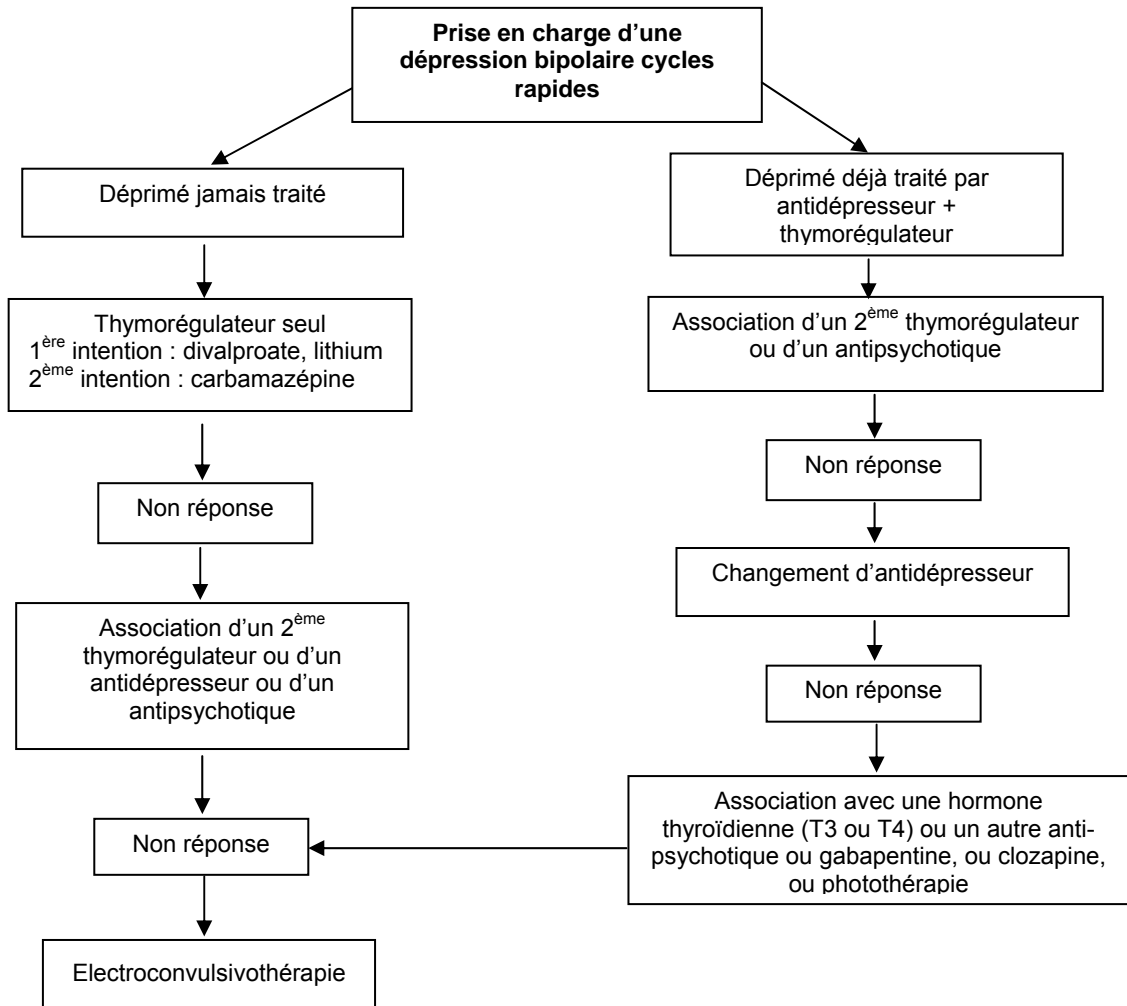 Prise en charge d’une
dépression bipolaire cycles
rapides
Déprimé jamais traité
Déprimé déjà traité par
antidépresseur +
thymorégulateur
Thymorégulateur seul
1ère intention : divalproate, lithium
2ème intention : carbamazépine
Association d’un 2ème thymorégulateur
ou d’un antipsychotique
Non réponse
Non réponse
Changement d’antidépresseur
Association d’un 2ème
thymorégulateur ou d’un
antidépresseur ou d’un
antipsychotique
Non réponse
Non réponse
Association avec une hormone
thyroïdienne (T3 ou T4) ou un autre anti-
psychotique ou gabapentine, ou clozapine,
ou photothérapie
Electroconvulsivothérapie